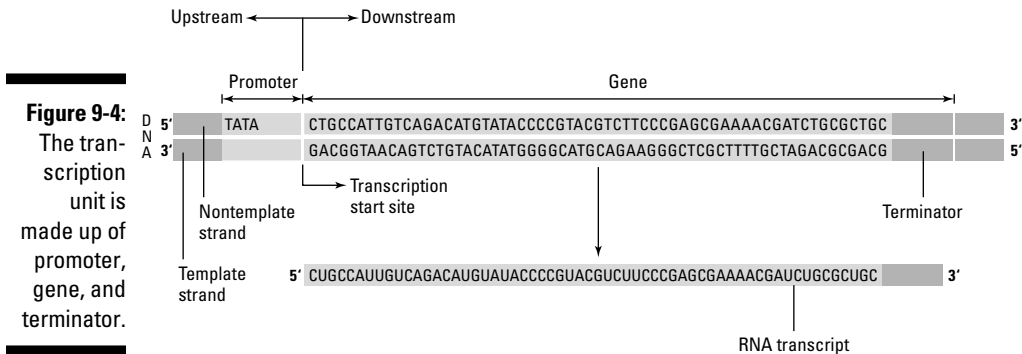 Upstream Downstream
Promoter Gene
Figure 9-4:
The tran-
scription
unit is
made up of
promoter,
gene, and
terminator.
DNA
5' TATA CTGCCATTGTCAGACATGTATACCCCGTACGTCTTCCCGAGCGAAAACGATCTGCGCTGC 3'
3' GACGGTAACAGTCTGTACATATGGGGCATGCAGAAGGGCTCGCTTTTGCTAGACGCGACG 5'
Transcription
start site
Nontemplate
strand
Terminator
Template
strand
5' CUGCCAUUGUCAGACAUGUAUACCCCGUACGUCUUCCCGAGCGAAAACGAUCUGCGCUGC 3'
RNA transcript